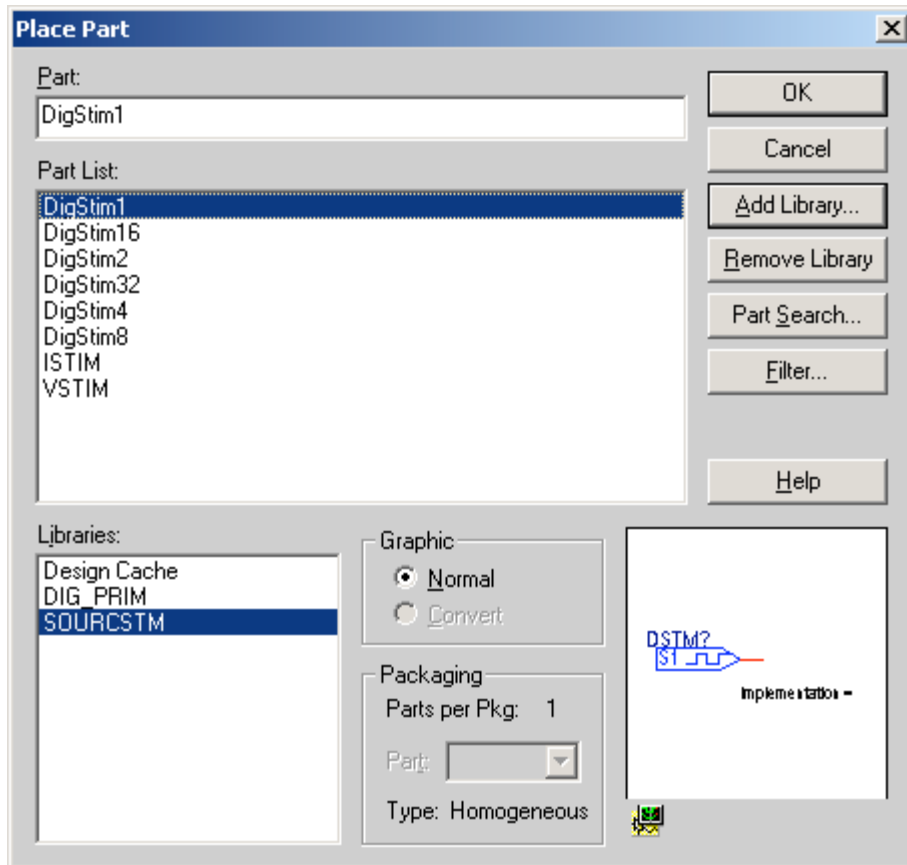 Place Part
Part:
DigStim1
OK
Cancel
Part List:
DigStim1
DigStim16
DigStim2
DigStim32
DigStim4
DigStim8
ISTIM
VSTIM
Add Library...
Remove Library
Part Search...
Filter...
Help
Libraries:
Design Cache
DIG_PRIM
SOURCSTM
Graphic
Normal
Convert
Packaging
Parts per Pkg: 1
Part:
Type: Homogeneous
DSTM?
S1
Implementation =